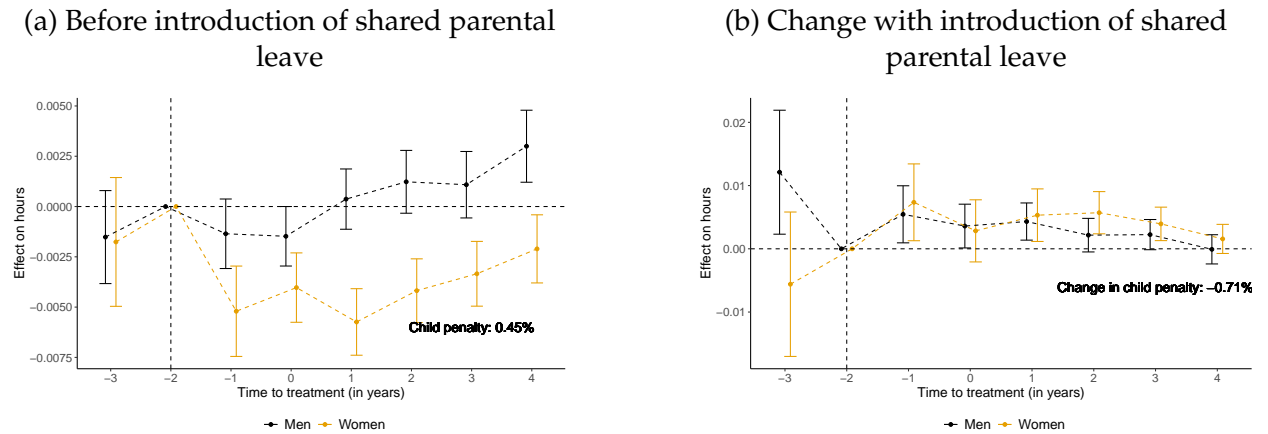 (a) Before introduction of shared parental
leave
0.0050
0.0025
0.0000
−0.0025
−0.0050
−0.0075
Effect on hours
Child penalty: 0.45%
−3 −2 −1 0 1 2 3 4
Time to treatment (in years)
Men Women
(b) Change with introduction of shared
parental leave
0.02
0.01
0.00
−0.01
Effect on hours
Change in child penalty: −0.71%
−3 −2 −1 0 1 2 3 4
Time to treatment (in years)
Men Women